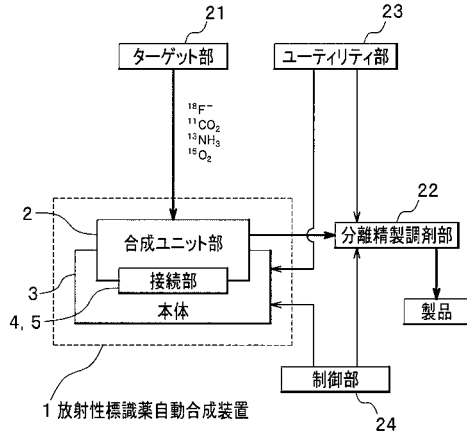 21
23
ターゲット部
ユーティリティ部
¹⁸F⁻
¹¹CO₂
¹³NH₃
¹⁵O₂
22
2
合成ユニット部
分離精製調剤部
3
接続部
4, 5
本体
製品
1 放射性標識薬自動合成装置
制御部
24